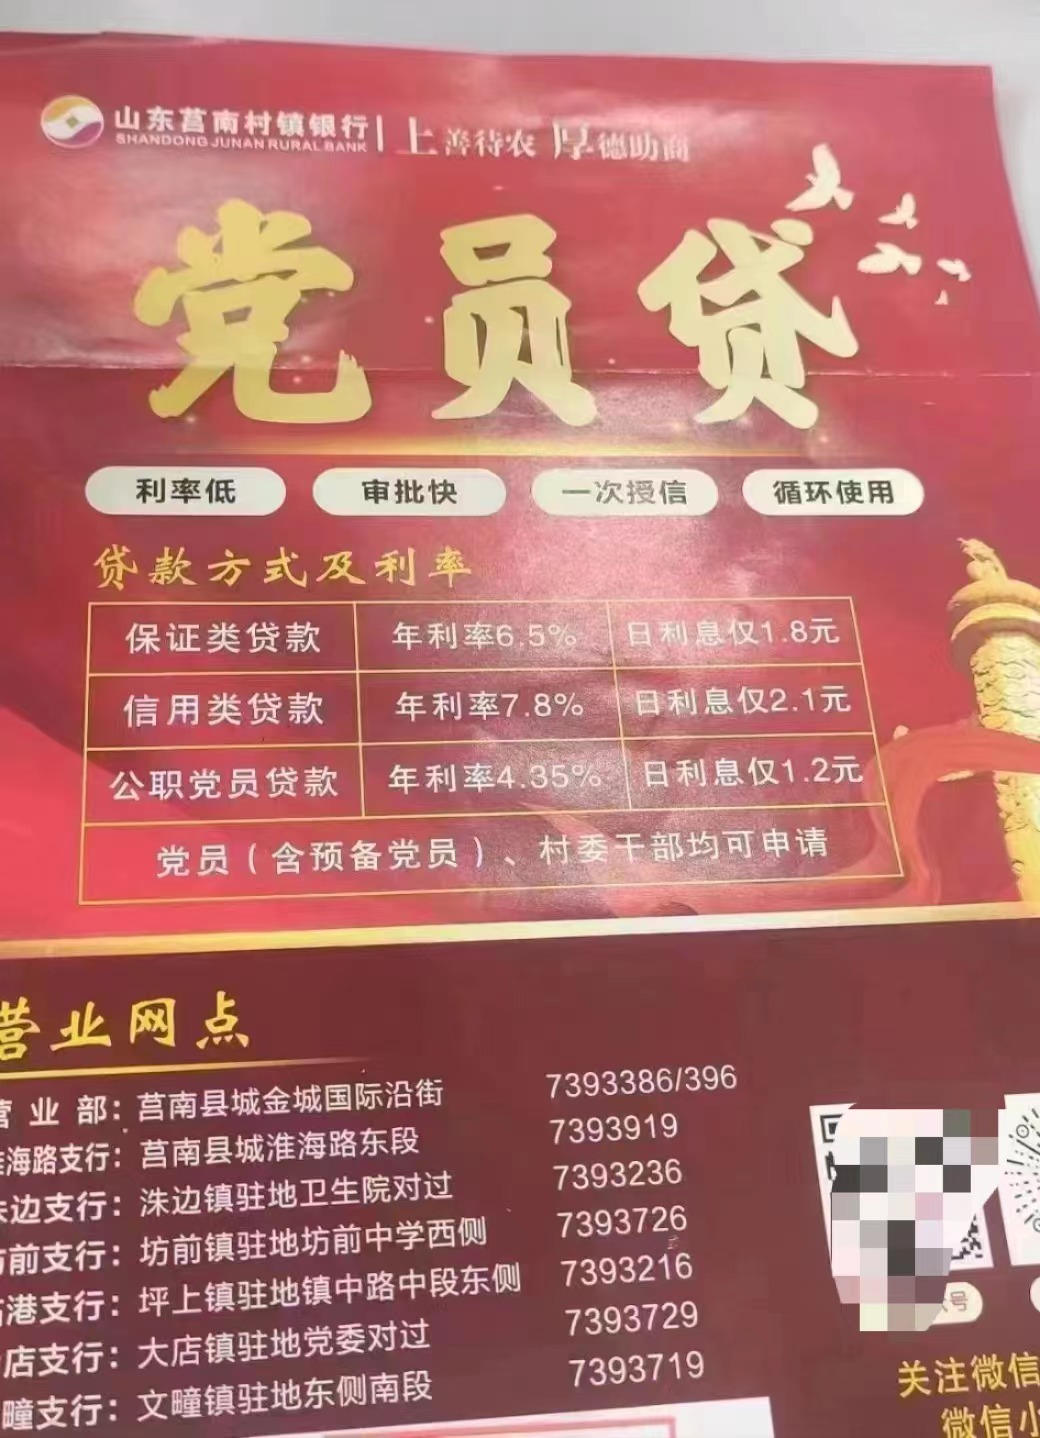 山东莒南村镇银行 | 上善待农 厚德助商
SHANDONG JUNAN RURAL BANK
党员贷
利率低 审批快 一次授信 循环使用
贷款方式及利率
保证类贷款 年利率6.5% 日利息仅1.8元
信用类贷款 年利率7.8% 日利息仅2.1元
公职党员贷款 年利率4.35% 日利息仅1.2元
党员（含预备党员）、村委干部均可申请
营业网点
营业部：莒南县城金城国际沿街 7393386/396
海路支行：莒南县城淮海路东段 7393919
边支行：洙边镇驻地卫生院对过 7393236
前支行：坊前镇驻地坊前中学西侧 7393726
港支行：坪上镇驻地镇中路中段东侧 7393216
店支行：大店镇驻地党委对过 7393729
疃支行：文疃镇驻地东侧南段 7393719
号
关注微信
微信小